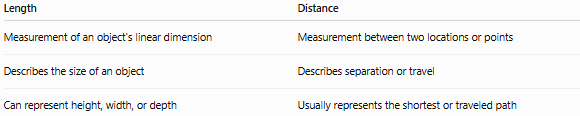 Length Distance
Measurement of an object's linear dimension Measurement between two locations or points
Describes the size of an object Describes separation or travel
Can represent height, width, or depth Usually represents the shortest or traveled path